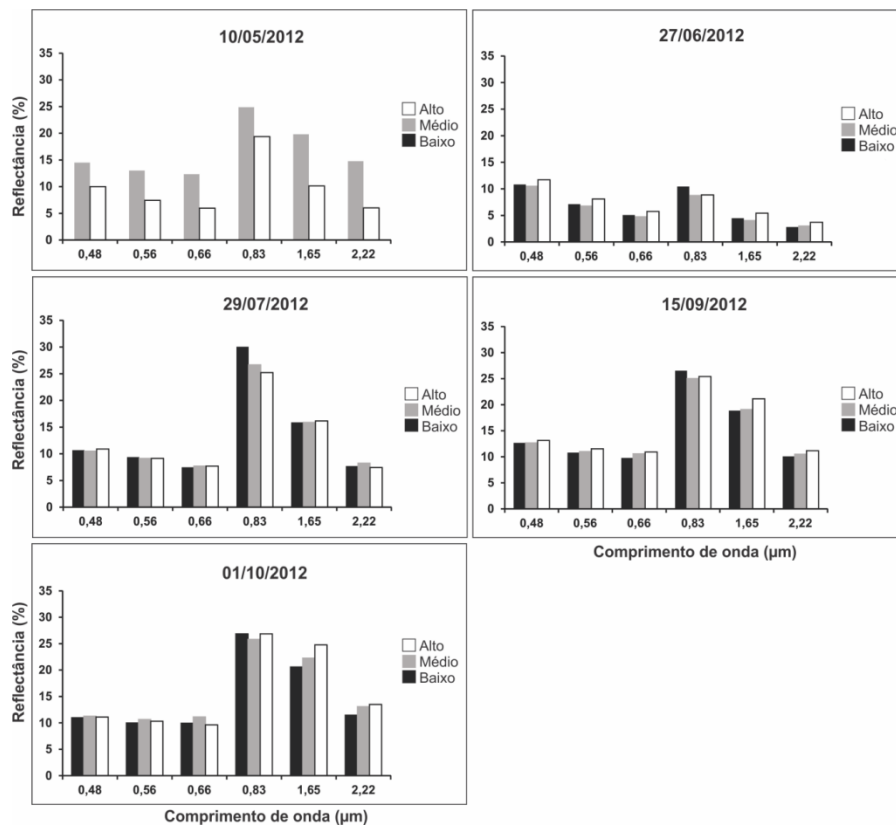 10/05/2012
Reflectância (%)
35
30
25
20
15
10
5
0
0,48 0,56 0,66 0,83 1,65 2,22
Alto
Médio
Baixo
27/06/2012
35
30
25
20
15
10
5
0
0,48 0,56 0,66 0,83 1,65 2,22
Alto
Médio
Baixo
29/07/2012
Reflectância (%)
35
30
25
20
15
10
5
0
0,48 0,56 0,66 0,83 1,65 2,22
Alto
Médio
Baixo
15/09/2012
35
30
25
20
15
10
5
0
0,48 0,56 0,66 0,83 1,65 2,22
Alto
Médio
Baixo
Comprimento de onda (µm)
01/10/2012
Reflectância (%)
35
30
25
20
15
10
5
0
0,48 0,56 0,66 0,83 1,65 2,22
Alto
Médio
Baixo
Comprimento de onda (µm)